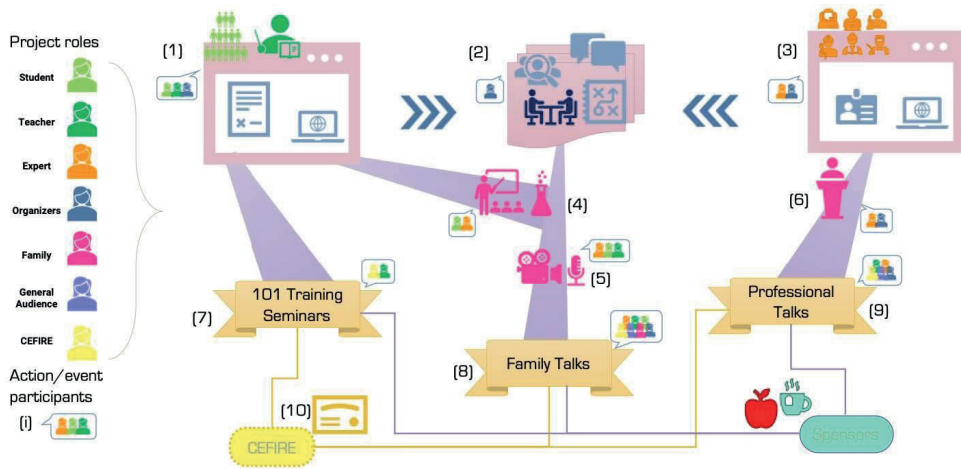 Project roles
Student
Teacher
Expert
Organizers
Family
General
Audience
CEFIRE
Action/event
participants
[i]
[1]
[2]
[3]
[4]
[5]
[6]
101 Training
Seminars
[7]
Family Talks
[8]
Professional
Talks
[9]
[10]
CEFIRE
Sponsors